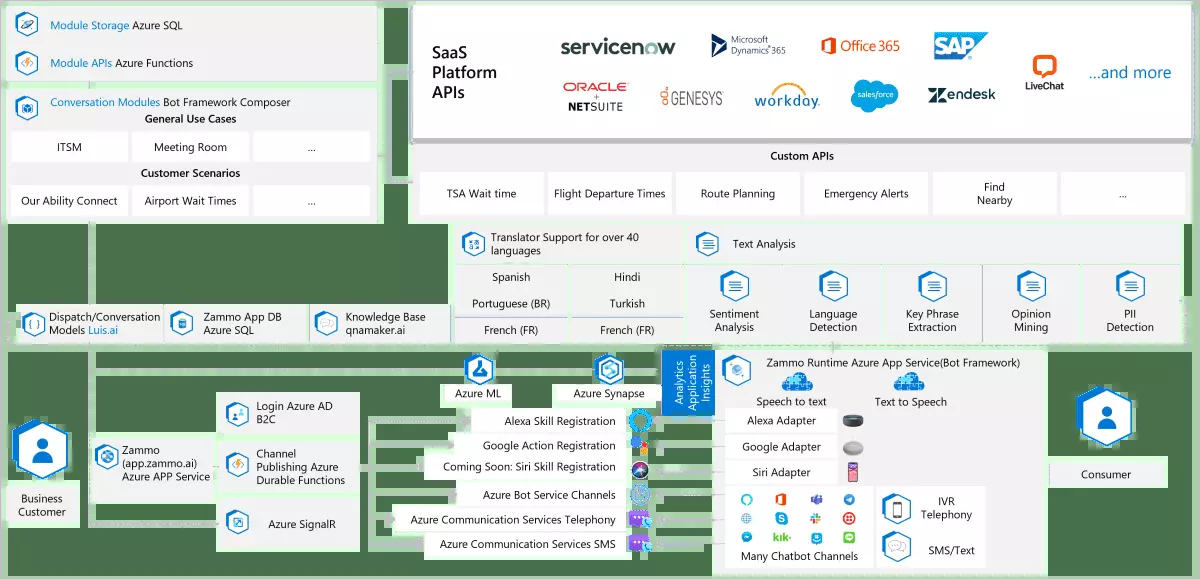 Module Storage Azure SQL
Module APIs Azure Functions
Conversation Modules Bot Framework Composer
General Use Cases
ITSM
Meeting Room
...
Customer Scenarios
Our Ability Connect
Airport Wait Times
...
SaaS
Platform
APIs
servicenow
Microsoft
Dynamics 365
Office 365
SAP
LiveChat
...and more
ORACLE
+
NETSUITE
GENESYS
workday.
salesforce
zendesk
Custom APIs
TSA Wait time
Flight Departure Times
Route Planning
Emergency Alerts
Find
Nearby
...
Translator Support for over 40
languages
Spanish
Hindi
Portuguese (BR)
Turkish
French (FR)
French (FR)
Text Analysis
Sentiment
Analysis
Language
Detection
Key Phrase
Extraction
Opinion
Mining
PII
Detection
Dispatch/Conversation
Models Luis.ai
Zammo App DB
Azure SQL
Knowledge Base
qnamaker.ai
Azure ML
Azure Synapse
Analytics
Application
Insights
Zammo Runtime Azure App Service(Bot Framework)
Speech to text
Text to Speech
Alexa Adapter
Google Adapter
Siri Adapter
kik
Many Chatbot Channels
IVR
Telephony
SMS/Text
Consumer
Business
Customer
Zammo
(app.zammo.ai)
Azure APP Service
Login Azure AD
B2C
Channel
Publishing Azure
Durable Functions
Azure SignalR
Alexa Skill Registration
Google Action Registration
Coming Soon: Siri Skill Registration
Azure Bot Service Channels
Azure Communication Services Telephony
Azure Communication Services SMS